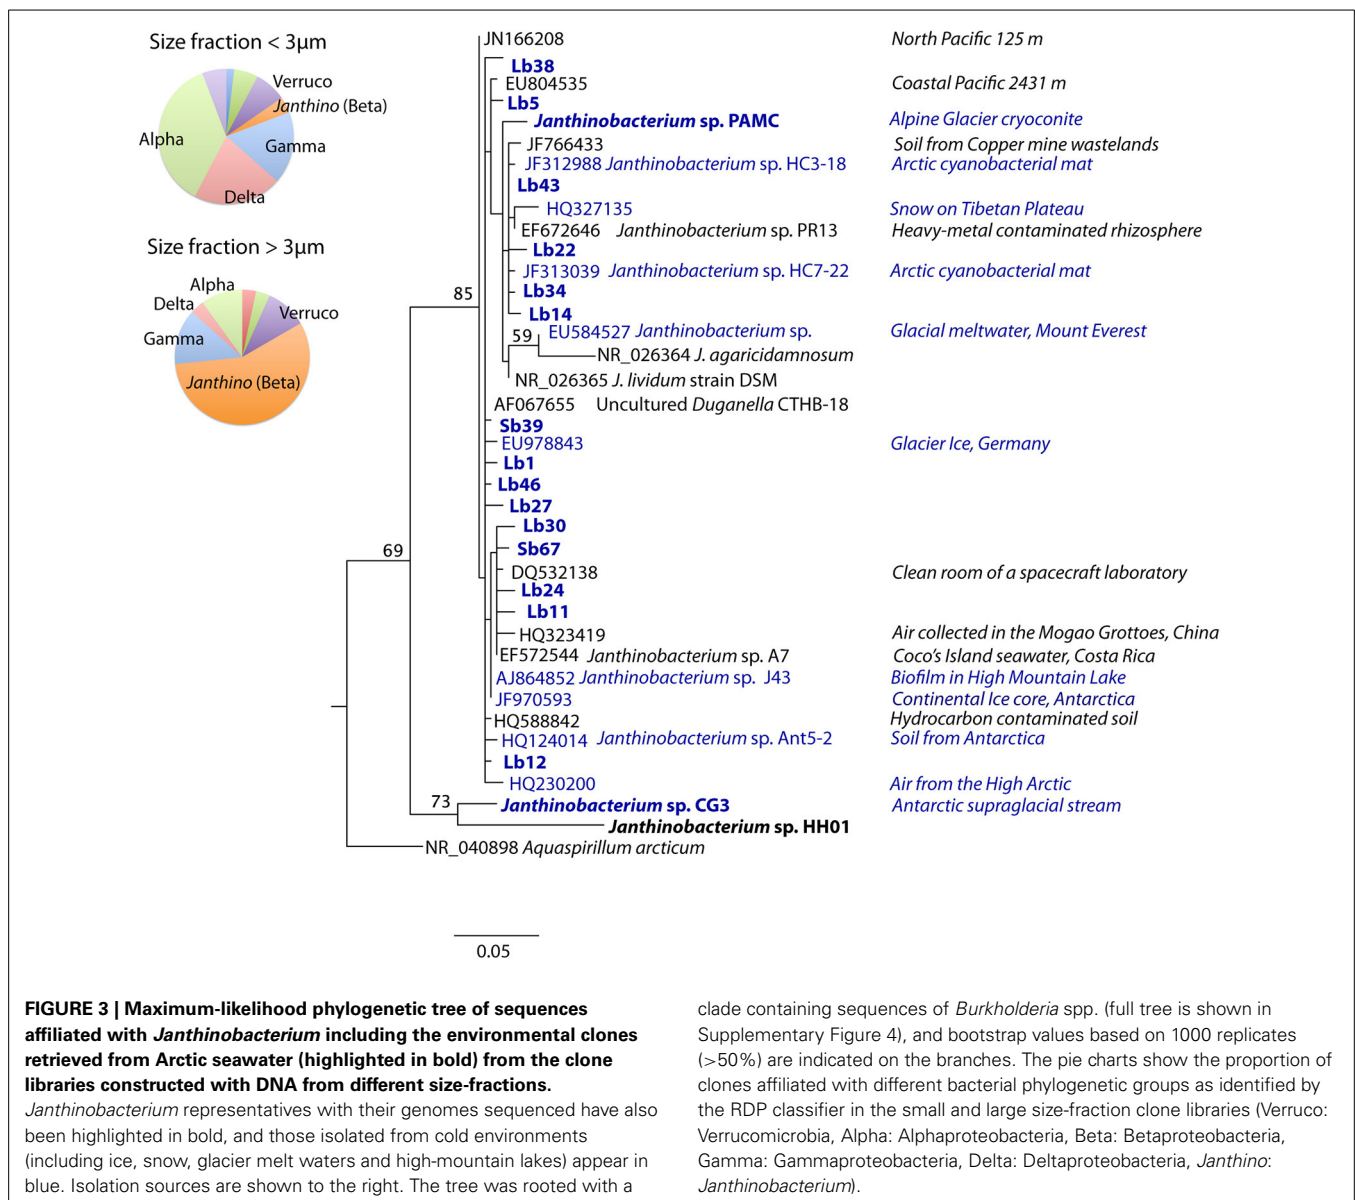 Size fraction < 3µm
Verruco
Janthino (Beta)
Alpha
Gamma
Delta
Size fraction > 3µm
Alpha
Delta
Verruco
Gamma
Janthino (Beta)
JN166208 North Pacific 125 m
Lb38
EU804535 Coastal Pacific 2431 m
Lb5
Janthinobacterium sp. PAMC Alpine Glacier cryoconite
JF766433 Soil from Copper mine wastelands
JF312988 Janthinobacterium sp. HC3-18 Arctic cyanobacterial mat
Lb43
HQ327135 Snow on Tibetan Plateau
EF672646 Janthinobacterium sp. PR13 Heavy-metal contaminated rhizosphere
Lb22
JF313039 Janthinobacterium sp. HC7-22 Arctic cyanobacterial mat
85
Lb34
Lb14
EU584527 Janthinobacterium sp. Glacial meltwater, Mount Everest
59
NR_026364 J. agaricidamnosum
NR_026365 J. lividum strain DSM
AF067655 Uncultured Duganella CTHB-18
Sb39
EU978843 Glacier Ice, Germany
Lb1
Lb46
Lb27
Lb30
69
Sb67
DQ532138 Clean room of a spacecraft laboratory
Lb24
Lb11
HQ323419 Air collected in the Mogao Grottoes, China
EF572544 Janthinobacterium sp. A7 Coco's Island seawater, Costa Rica
AJ864852 Janthinobacterium sp. J43 Biofilm in High Mountain Lake
JF970593 Continental Ice core, Antarctica
HQ588842 Hydrocarbon contaminated soil
HQ124014 Janthinobacterium sp. Ant5-2 Soil from Antarctica
Lb12
HQ230200 Air from the High Arctic
73
Janthinobacterium sp. CG3 Antarctic supraglacial stream
Janthinobacterium sp. HH01
NR_040898 Aquaspirillum arcticum
0.05
FIGURE 3 | Maximum-likelihood phylogenetic tree of sequences
affiliated with Janthinobacterium including the environmental clones
retrieved from Arctic seawater (highlighted in bold) from the clone
libraries constructed with DNA from different size-fractions.
Janthinobacterium representatives with their genomes sequenced have also
been highlighted in bold, and those isolated from cold environments
(including ice, snow, glacier melt waters and high-mountain lakes) appear in
blue. Isolation sources are shown to the right. The tree was rooted with a
clade containing sequences of Burkholderia spp. (full tree is shown in
Supplementary Figure 4), and bootstrap values based on 1000 replicates
(>50%) are indicated on the branches. The pie charts show the proportion of
clones affiliated with different bacterial phylogenetic groups as identified by
the RDP classifier in the small and large size-fraction clone libraries (Verruco:
Verrucomicrobia, Alpha: Alphaproteobacteria, Beta: Betaproteobacteria,
Gamma: Gammaproteobacteria, Delta: Deltaproteobacteria, Janthino:
Janthinobacterium).